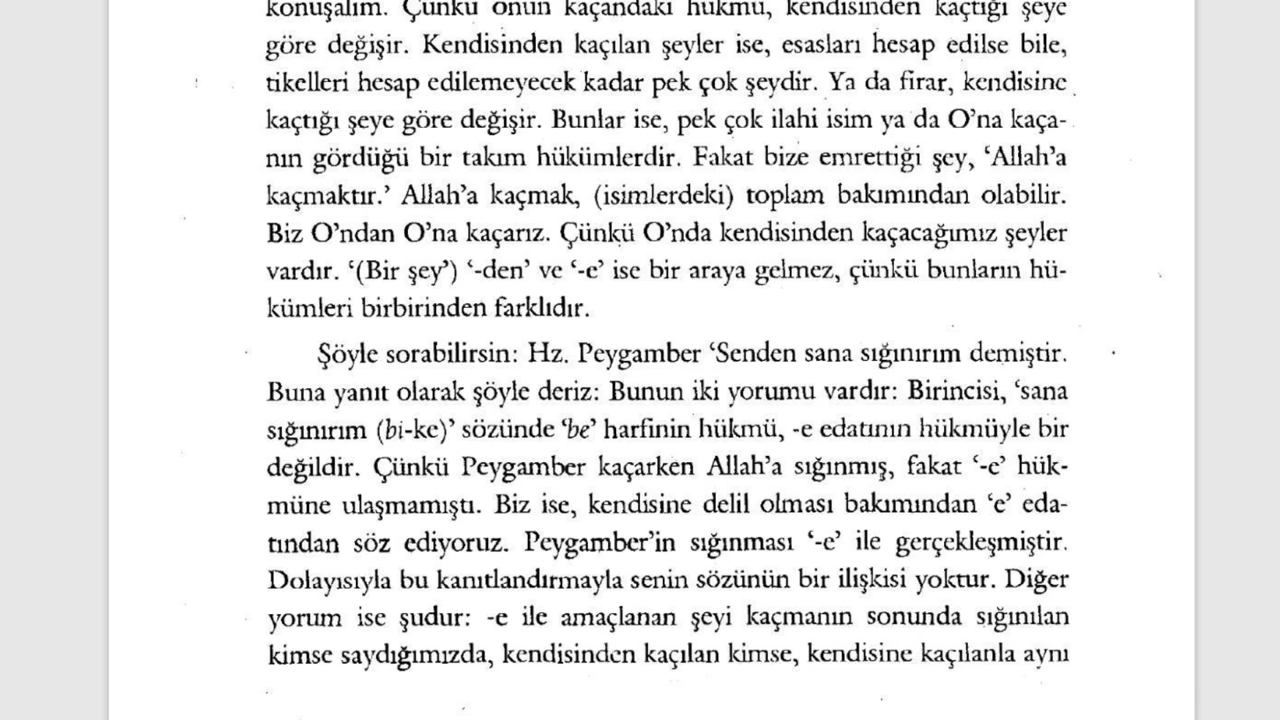 konuşalım. Çünkü onun kaçandaki hükmü, kendisinden kaçtığı şeye
göre değişir. Kendisinden kaçılan şeyler ise, esasları hesap edilse bile,
tikelleri hesap edilemeyecek kadar pek çok şeydir. Ya da firar, kendisine
kaçtığı şeye göre değişir. Bunlar ise, pek çok ilahi isim ya da O’na kaça-
nın gördüğü bir takım hükümlerdir. Fakat bize emrettiği şey, ‘Allah’a
kaçmaktır.’ Allah’a kaçmak, (isimlerdeki) toplam bakımından olabilir.
Biz O’ndan O’na kaçarız. Çünkü O’nda kendisinden kaçacağımız şeyler
vardır. ‘(Bir şey’) ‘-den’ ve ‘-e’ ise bir araya gelmez, çünkü bunların hü-
kümleri birbirinden farklıdır.
Şöyle sorabilirsin: Hz. Peygamber ‘Senden sana sığınırım demiştir.
Buna yanıt olarak şöyle deriz: Bunun iki yorumu vardır: Birincisi, ‘sana
sığınırım (bi-ke)’ sözünde ‘be’ harfinin hükmü, -e edatının hükmüyle bir
değildir. Çünkü Peygamber kaçarken Allah’a sığınmış, fakat ‘-e’ hük-
müne ulaşmamıştı. Biz ise, kendisine delil olması bakımından ‘e’ eda-
tından söz ediyoruz. Peygamber’in sığınması ‘-e’ ile gerçekleşmiştir.
Dolayısıyla bu kanıtlandırmayla senin sözünün bir ilişkisi yoktur. Diğer
yorum ise şudur: -e ile amaçlanan şeyi kaçmanın sonunda sığınılan
kimse saydığımızda, kendisinden kaçılan kimse, kendisine kaçılanla aynı